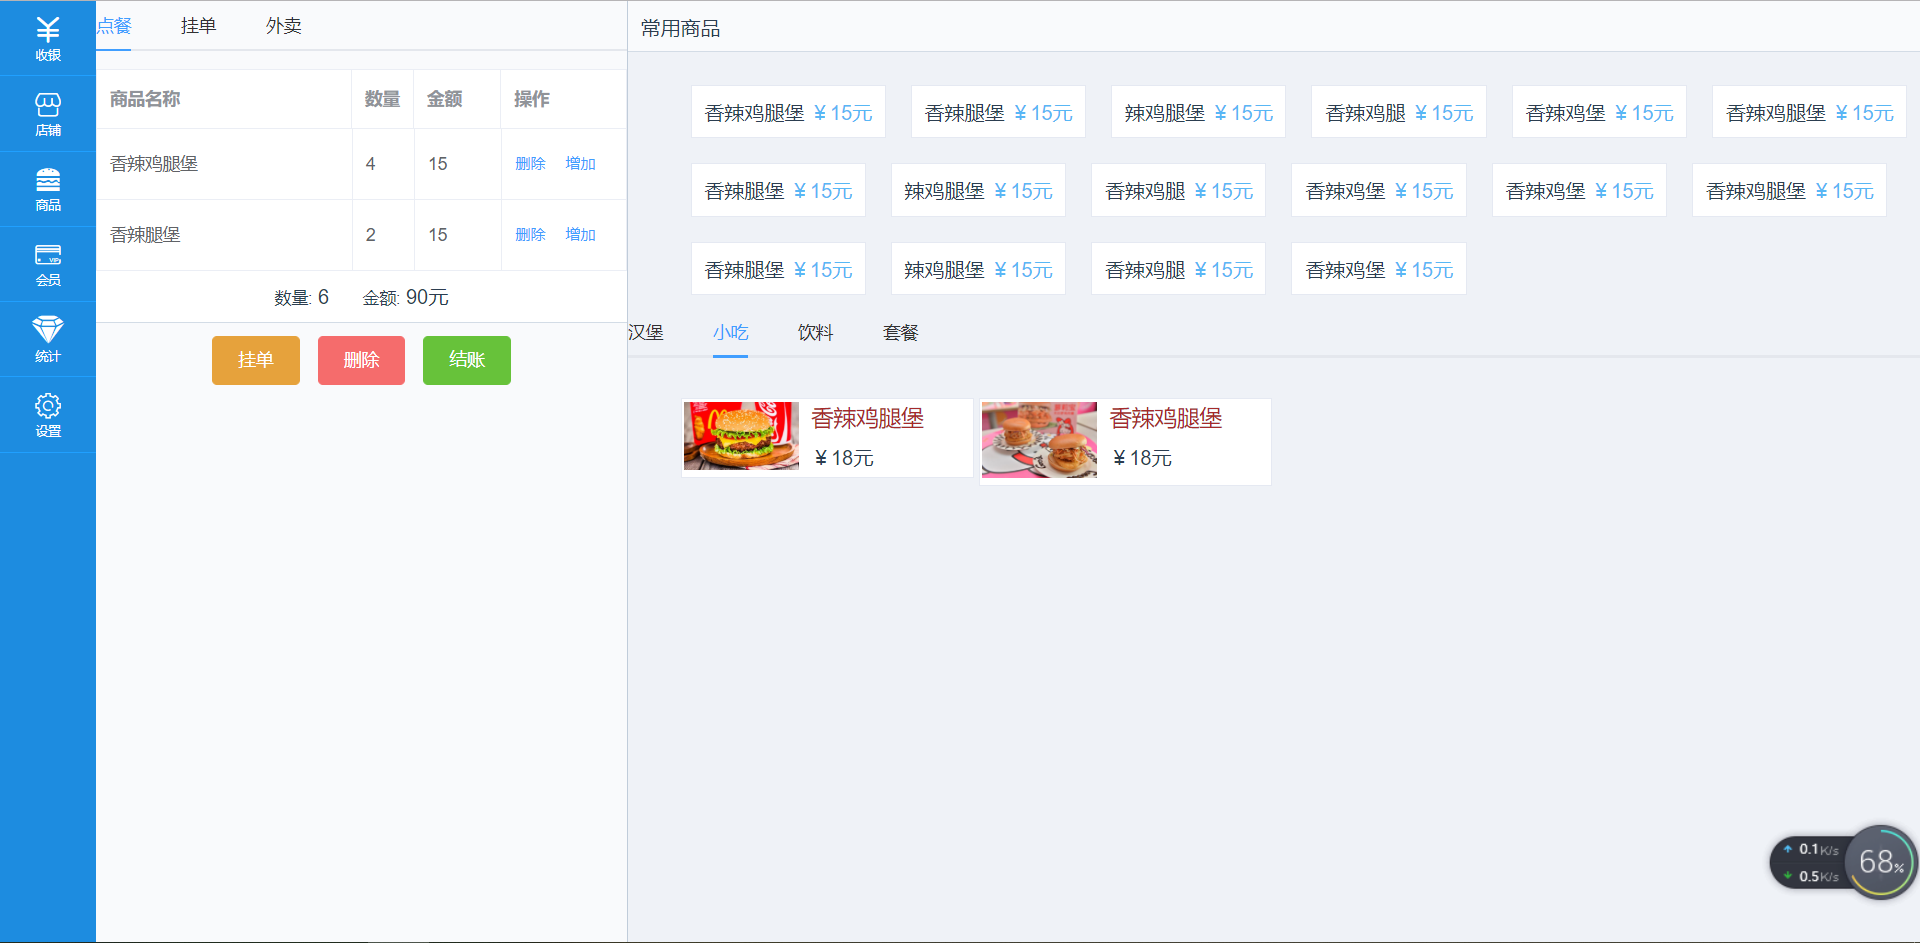 收银
店铺
商品
VIP
会员
统计
设置
点餐 挂单 外卖
商品名称 数量 金额 操作
香辣鸡腿堡 4 15 删除 增加
香辣腿堡 2 15 删除 增加
数量: 6 金额: 90元
挂单 删除 结账
常用商品
香辣鸡腿堡 ¥ 15元 香辣腿堡 ¥ 15元 辣鸡腿堡 ¥ 15元 香辣鸡腿 ¥ 15元 香辣鸡堡 ¥ 15元 香辣鸡腿堡 ¥ 15元
香辣腿堡 ¥ 15元 辣鸡腿堡 ¥ 15元 香辣鸡腿 ¥ 15元 香辣鸡堡 ¥ 15元 香辣鸡堡 ¥ 15元 香辣鸡腿堡 ¥ 15元
香辣腿堡 ¥ 15元 辣鸡腿堡 ¥ 15元 香辣鸡腿 ¥ 15元 香辣鸡堡 ¥ 15元
汉堡 小吃 饮料 套餐
香辣鸡腿堡 香辣鸡腿堡
¥ 18元 ¥ 18元
0.1K/s
0.5K/s
68%